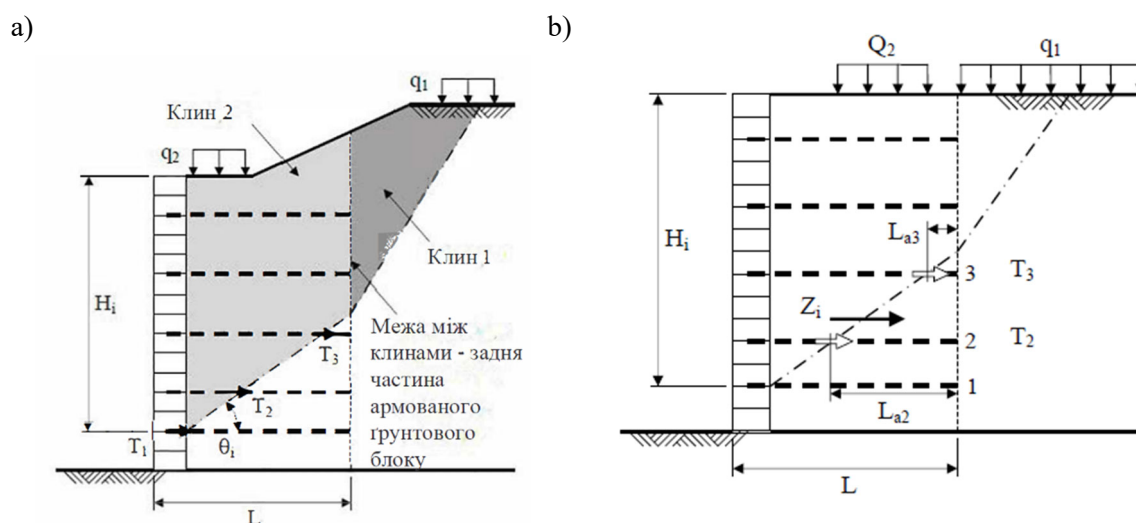 a)
q1
Клин 2
q2
Клин 1
Hi
Межа між
клинами - задня
частина
армованого
ґрунтового
блоку
T3
T2
T1
θi
L
b)
Q2
q1
Hi
La3
3
T3
Zi
2
T2
1
La2
L